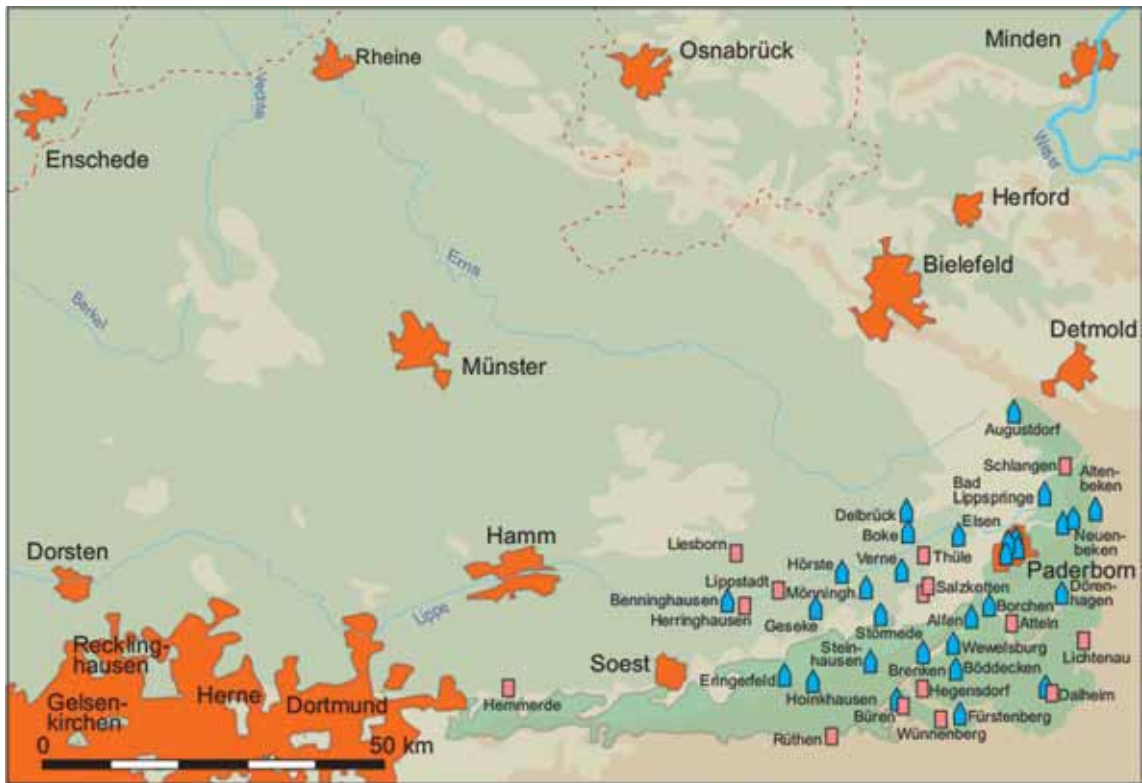 Rheine
Osnabrück
Minden
Vechte
Enschede
Weser
Herford
Ems
Bielefeld
Berkel
Detmold
Münster
Augustdorf
Schlangen
Alten-
beken
Bad
Lippspringe
Delbrück
Elsen
Boke
Neuen-
beken
Hamm
Liesborn
Thüle
Verne
Dorsten
Hörste
Paderborn
Lippstadt
Salzkotten
Dören-
hagen
Mönningh.
Benninghausen
Borchen
Lippe
Herringhausen
Geseke
Alfen
Atteln
Störmede
Reckling-
hausen
Wewelsburg
Stein-
hausen
Lichtenau
Soest
Brenken
Böddecken
Eringerfeld
Herne
Dortmund
Hegensdorf
Dalheim
Gelsen-
kirchen
Hemmerde
Hoinkhausen
Büren
Fürstenberg
Wünnenberg
Rüthen
0
50 km